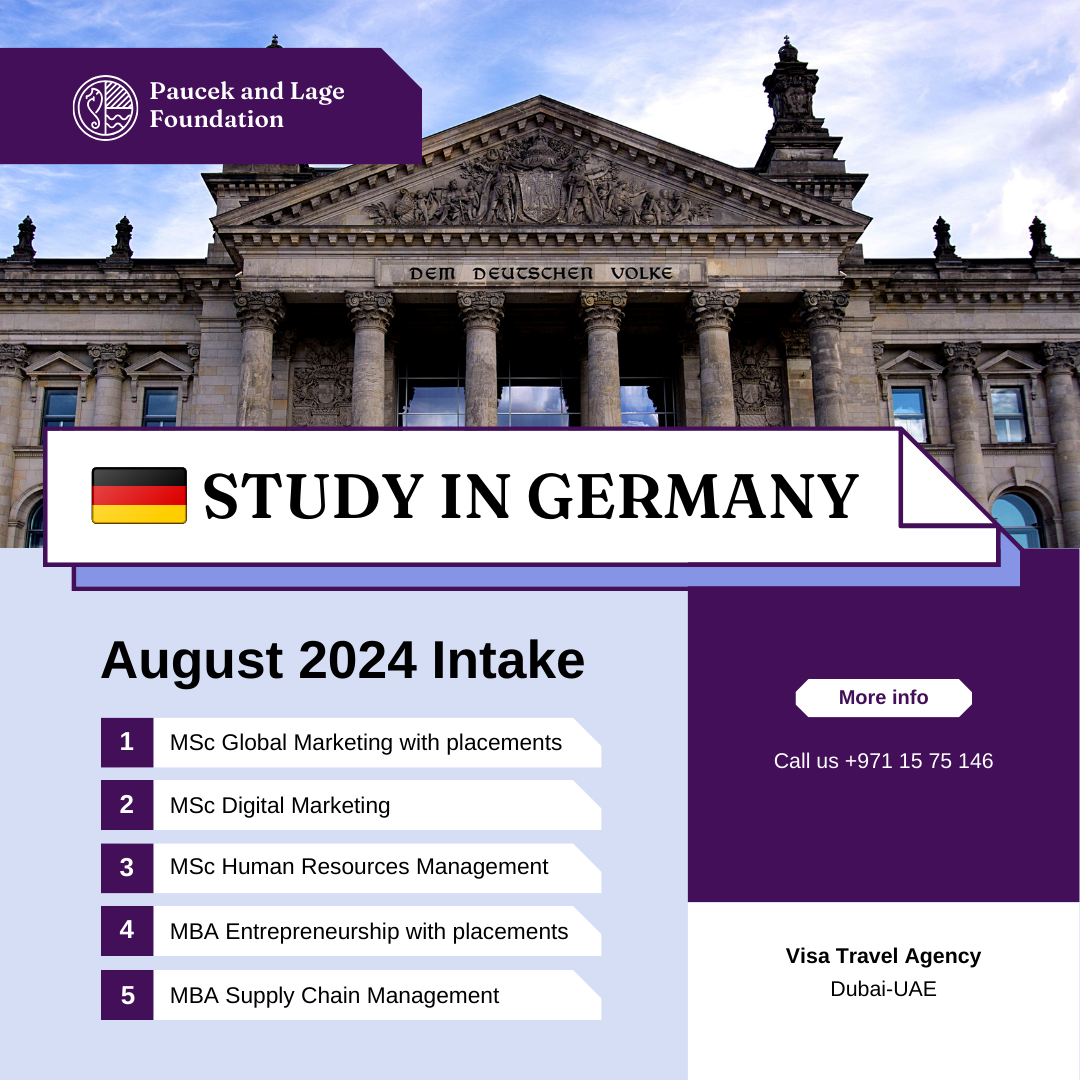 Paucek and Lage
Foundation
DEM DEUTSCHEN VOLKE
STUDY IN GERMANY
August 2024 Intake
1 MSc Global Marketing with placements
2 MSc Digital Marketing
3 MSc Human Resources Management
4 MBA Entrepreneurship with placements
5 MBA Supply Chain Management
More info
Call us +971 15 75 146
Visa Travel Agency
Dubai-UAE